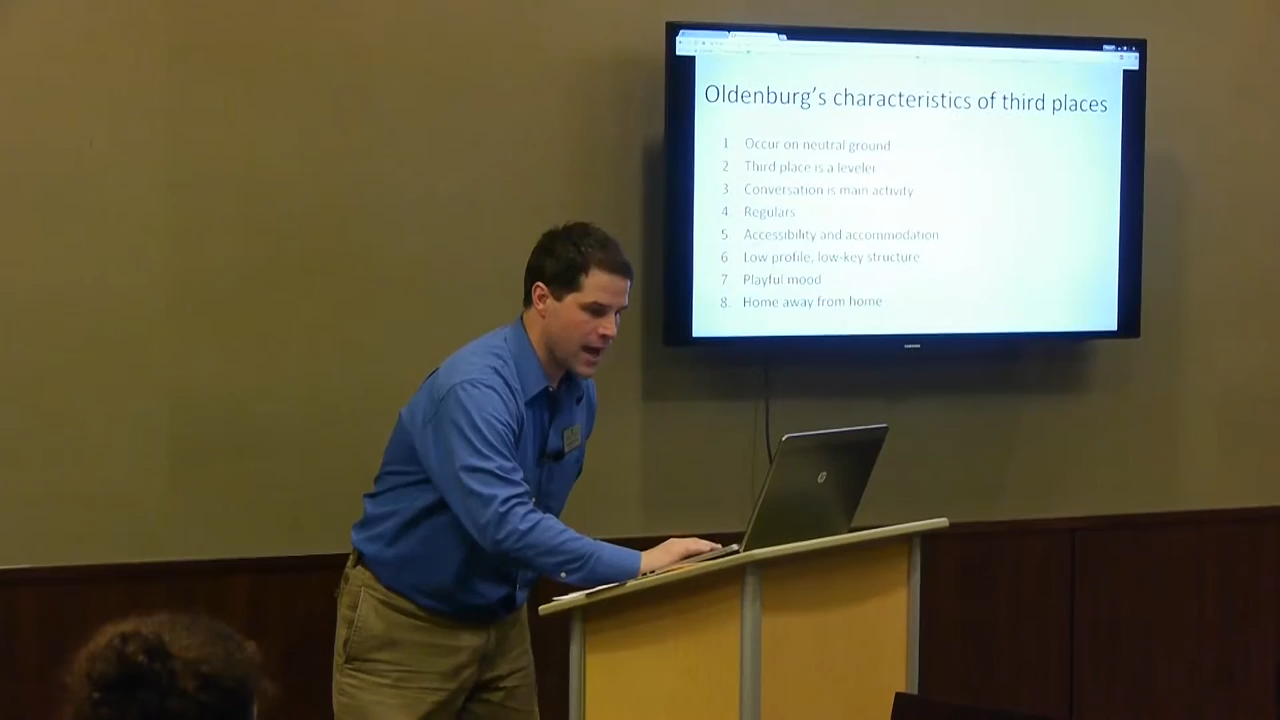 Oldenburg's characteristics of third places
1 Occur on neutral ground
2 Third place is a leveler
3 Conversation is main activity
4 Regulars
5 Accessibility and accommodation
6 Low profile, low-key structure
7 Playful mood
8. Home away from home
SAMSUNG
hp